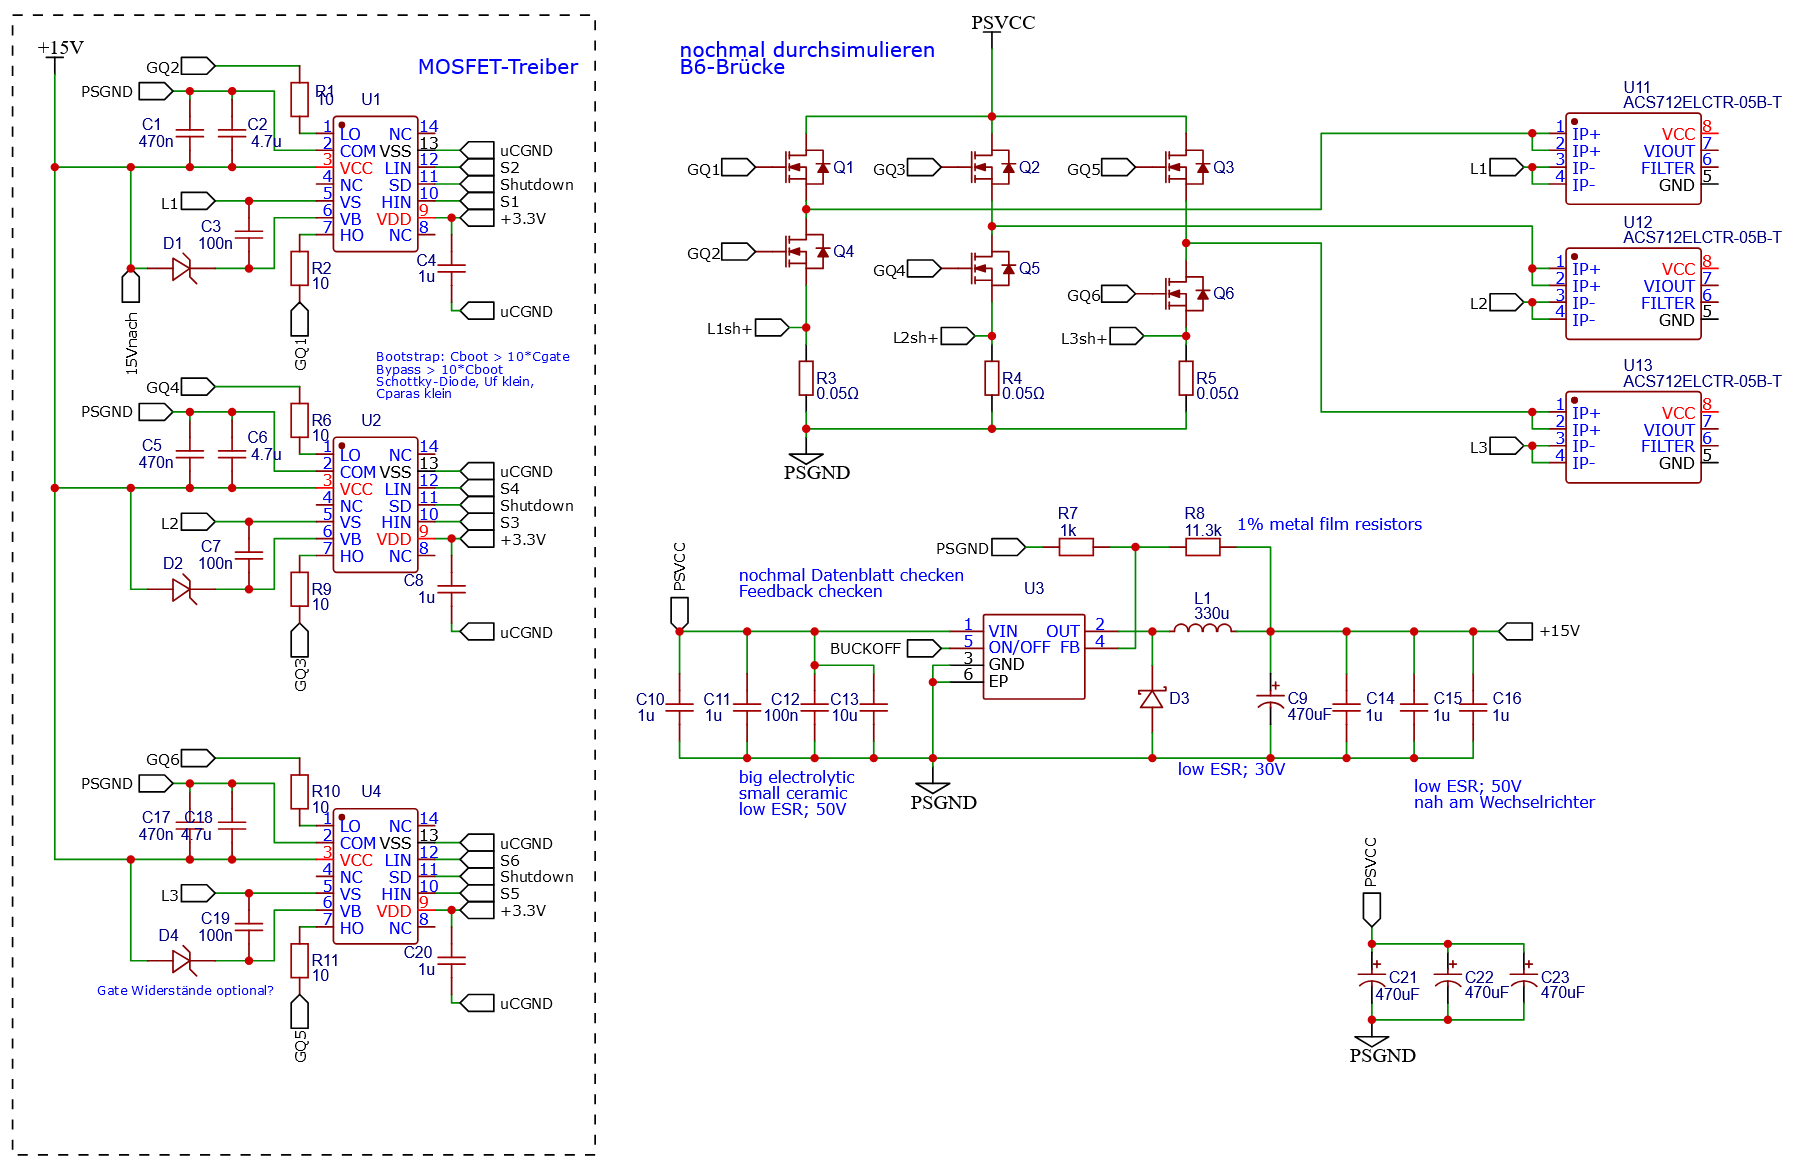 +15V
MOSFET-Treiber
GQ2
PSGND
R1
10
U1
C1
470n
C2
4.7u
1 LO NC 14
2 COM VSS 13 uCGND
3 VCC LIN 12 S2
4 NC SD 11 Shutdown
5 VS HIN 10 S1
6 VB VDD 9 +3.3V
7 HO NC 8
L1
C3
100n
D1
R2
10
C4
1u
uCGND
15Vnach
GQ1
Bootstrap: Cboot > 10*Cgate
Bypass > 10*Cboot
Schottky-Diode, Uf klein,
Cparas klein
GQ4
PSGND
R6
10
U2
C5
470n
C6
4.7u
1 LO NC 14
2 COM VSS 13 uCGND
3 VCC LIN 12 S4
4 NC SD 11 Shutdown
5 VS HIN 10 S3
6 VB VDD 9 +3.3V
7 HO NC 8
L2
C7
100n
D2
R9
10
C8
1u
uCGND
GQ3
GQ6
PSGND
R10
10
U4
C17
470n
C18
4.7u
1 LO NC 14
2 COM VSS 13 uCGND
3 VCC LIN 12 S6
4 NC SD 11 Shutdown
5 VS HIN 10 S5
6 VB VDD 9 +3.3V
7 HO NC 8
L3
C19
100n
D4
R11
10
C20
1u
uCGND
Gate Widerstände optional?
GQ5
nochmal durchsimulieren
B6-Brücke
PSVCC
GQ1 Q1
GQ3 Q2
GQ5 Q3
GQ2 Q4
GQ4 Q5
GQ6 Q6
L1sh+
L2sh+
L3sh+
R3
0.05Ω
R4
0.05Ω
R5
0.05Ω
PSGND
U11
ACS712ELCTR-05B-T
1 IP+ VCC 8
2 IP+ VIOUT 7
L1 3 IP- FILTER 6
4 IP- GND 5
U12
ACS712ELCTR-05B-T
1 IP+ VCC 8
2 IP+ VIOUT 7
L2 3 IP- FILTER 6
4 IP- GND 5
U13
ACS712ELCTR-05B-T
1 IP+ VCC 8
2 IP+ VIOUT 7
L3 3 IP- FILTER 6
4 IP- GND 5
R7
1k
R8
11.3k
1% metal film resistors
PSGND
PSVCC
nochmal Datenblatt checken
Feedback checken
U3
L1
330u
1 VIN OUT 2
5 ON/OFF FB 4
3 GND
6 EP
BUCKOFF
+15V
C10
1u
C11
1u
C12
100n
C13
10u
D3
C9
470uF
C14
1u
C15
1u
C16
1u
big electrolytic
small ceramic
low ESR; 50V
PSGND
low ESR; 30V
low ESR; 50V
nah am Wechselrichter
PSVCC
C21
470uF
C22
470uF
C23
470uF
PSGND